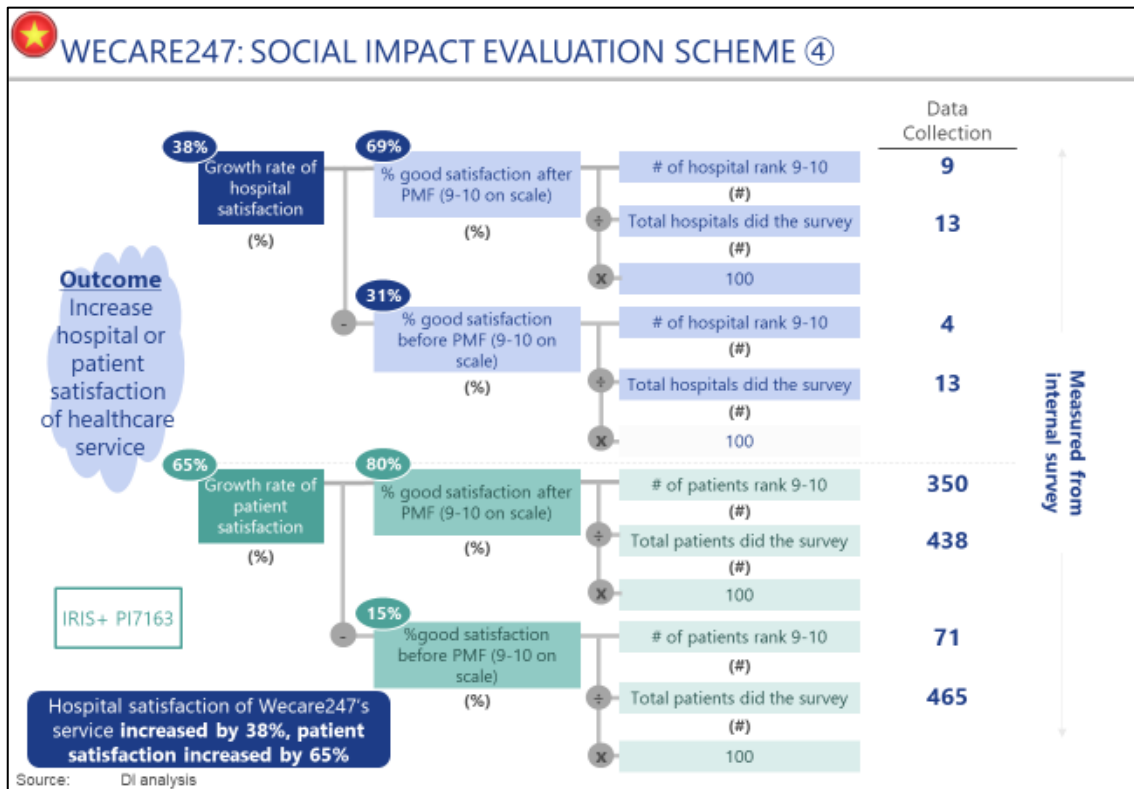 WECARE247: SOCIAL IMPACT EVALUATION SCHEME ④
Data
Collection
38%
Growth rate of
hospital
satisfaction
(%)
69%
% good satisfaction after
PMF (9-10 on scale)
(%)
# of hospital rank 9-10
(#)
9
÷
Total hospitals did the survey
(#)
13
x
100
-
31%
% good satisfaction
before PMF (9-10 on
scale)
(%)
# of hospital rank 9-10
(#)
4
÷
Total hospitals did the survey
(#)
13
x
100
Outcome
Increase
hospital or
patient
satisfaction
of healthcare
service
65%
Growth rate of
patient
satisfaction
(%)
80%
% good satisfaction after
PMF (9-10 on scale)
(%)
# of patients rank 9-10
(#)
350
÷
Total patients did the survey
(#)
438
x
100
-
15%
%good satisfaction
before PMF (9-10 on
scale)
(%)
# of patients rank 9-10
(#)
71
÷
Total patients did the survey
(#)
465
x
100
Measured from
internal survey
IRIS+ PI7163
Hospital satisfaction of Wecare247's
service increased by 38%, patient
satisfaction increased by 65%
Source: DI analysis